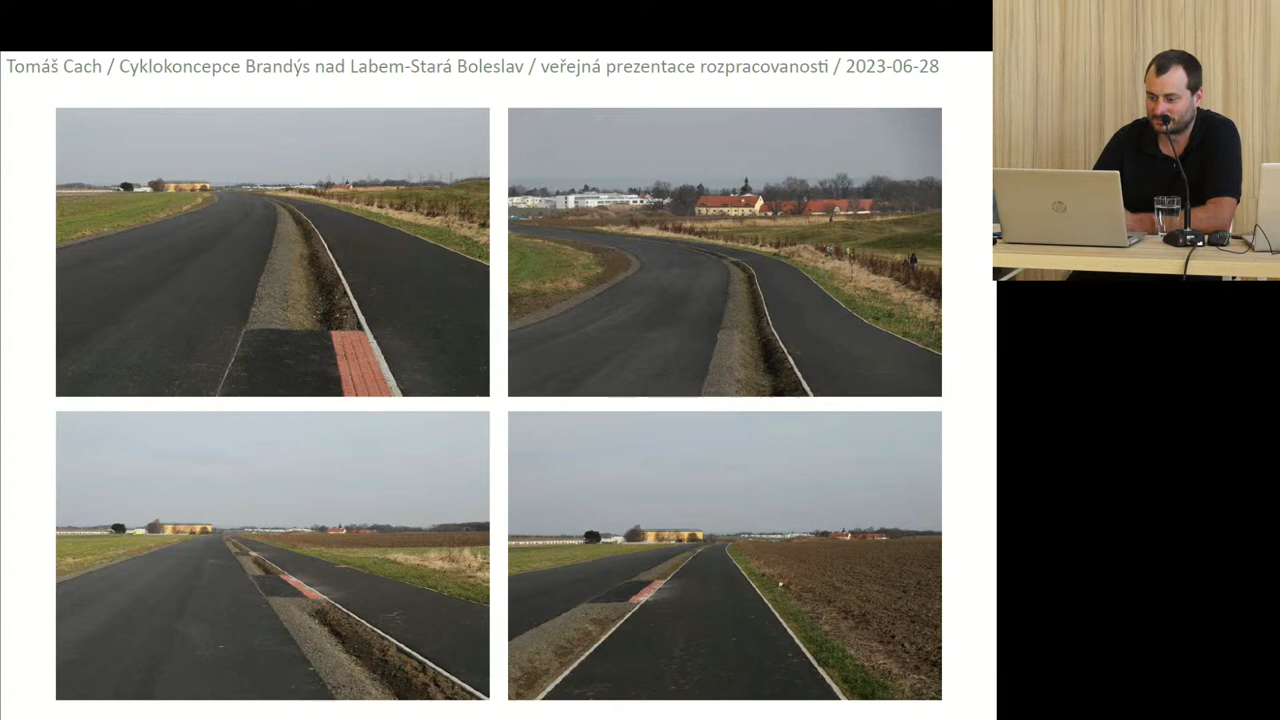 Tomáš Cach / Cyklokoncepce Brandýs nad Labem-Stará Boleslav / veřejná prezentace rozpracovanosti / 2023-06-28